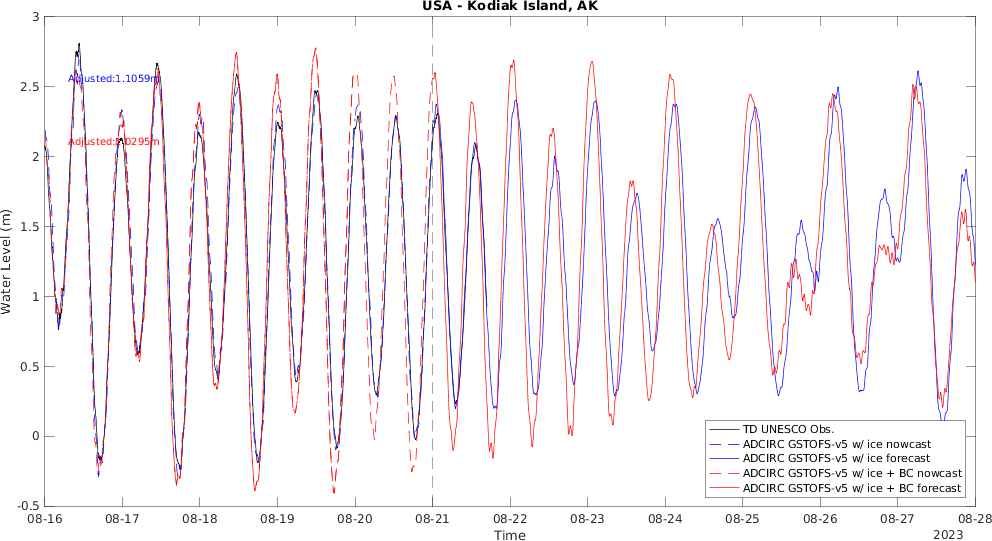 USA - Kodiak Island, AK
3
2.5
2
1.5
1
0.5
0
-0.5
Water Level (m)
Adjusted:1.1059m
08-16
08-17
08-18
08-19
08-20
08-21
08-22
08-23
08-24
08-25
08-26
08-27
08-28
Time
2023
TD UNESCO Obs.
ADCIRC GSTOFS-v5 w/ ice nowcast
ADCIRC GSTOFS-v5 w/ ice forecast
ADCIRC GSTOFS-v5 w/ ice + BC nowcast
ADCIRC GSTOFS-v5 w/ ice + BC forecast